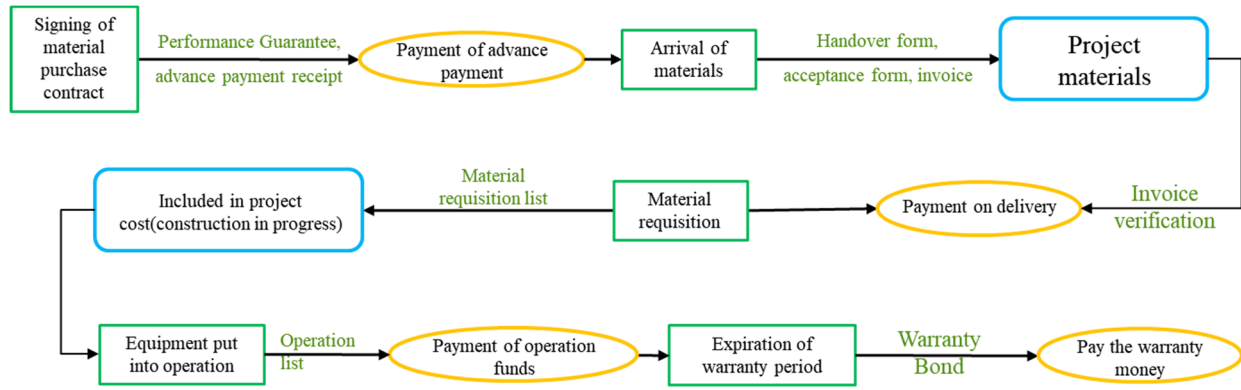 Signing of
material
purchase
contract
Performance Guarantee,
advance payment receipt
Payment of advance
payment
Arrival of
materials
Handover form,
acceptance form, invoice
Project
materials
Included in project
cost(construction in progress)
Material
requisition list
Material
requisition
Payment on delivery
Invoice
verification
Equipment put
into operation
Operation
list
Payment of operation
funds
Expiration of
warranty period
Warranty
Bond
Pay the warranty
money